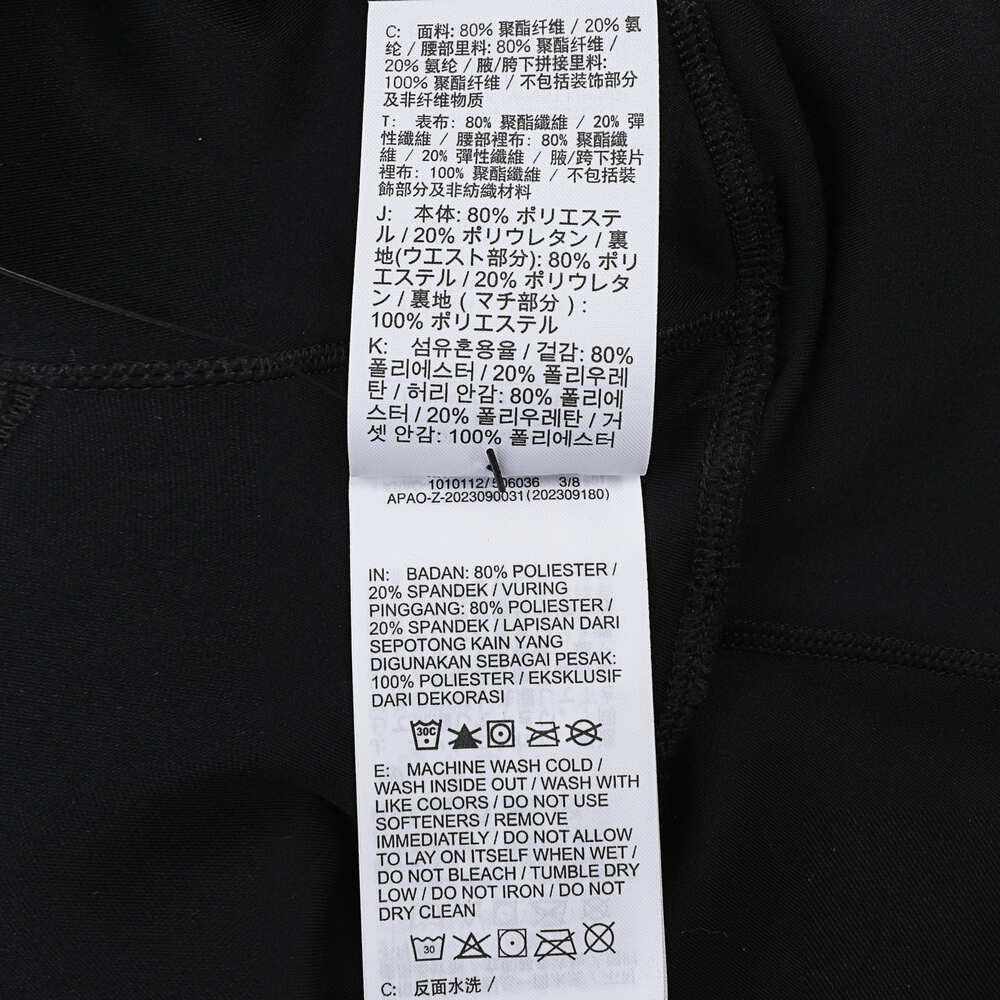 C: 面料: 80% 聚酯纤维 / 20% 氨
纶 / 腰部里料: 80% 聚酯纤维 /
20% 氨纶 / 腋/胯下拼接里料:
100% 聚酯纤维 / 不包括装饰部分
及非纤维物质
T: 表布: 80% 聚酯纖維 / 20% 彈
性纖維 / 腰部裡布: 80% 聚酯纖
維 / 20% 彈性纖維 / 腋/跨下接片
裡布: 100% 聚酯纖維 / 不包括裝
飾部分及非紡織材料
J: 本体: 80% ポリエステ
ル / 20% ポリウレタン / 裏
地(ウエスト部分): 80% ポリ
エステル / 20% ポリウレタ
ン / 裏地 ( マチ部分 ) :
100% ポリエステル
K: 섬유혼용율 / 겉감: 80%
폴리에스터 / 20% 폴리우레
탄 / 허리 안감: 80% 폴리에
스터 / 20% 폴리우레탄 / 거
셋 안감: 100% 폴리에스터
1010112/506036 3/8
APAO-Z-2023090031(202309180)
IN: BADAN: 80% POLIESTER /
20% SPANDEK / VURING
PINGGANG: 80% POLIESTER /
20% SPANDEK / LAPISAN DARI
SEPOTONG KAIN YANG
DIGUNAKAN SEBAGAI PESAK:
100% POLIESTER / EKSKLUSIF
DARI DEKORASI
30C
E: MACHINE WASH COLD /
WASH INSIDE OUT / WASH WITH
LIKE COLORS / DO NOT USE
SOFTENERS / REMOVE
IMMEDIATELY / DO NOT ALLOW
TO LAY ON ITSELF WHEN WET /
DO NOT BLEACH / TUMBLE DRY
LOW / DO NOT IRON / DO NOT
DRY CLEAN
30
C: 反面水洗 /